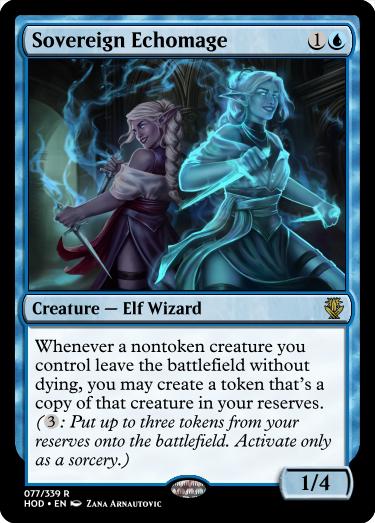 Sovereign Echomage 1
Creature — Elf Wizard
Whenever a nontoken creature you
control leave the battlefield without
dying, you may create a token that's a
copy of that creature in your reserves.
(3: Put up to three tokens from
your reserves onto the battlefield. Activate only
as a sorcery.)
1/4
077/339 R
HOD • EN Zana Arnautovic